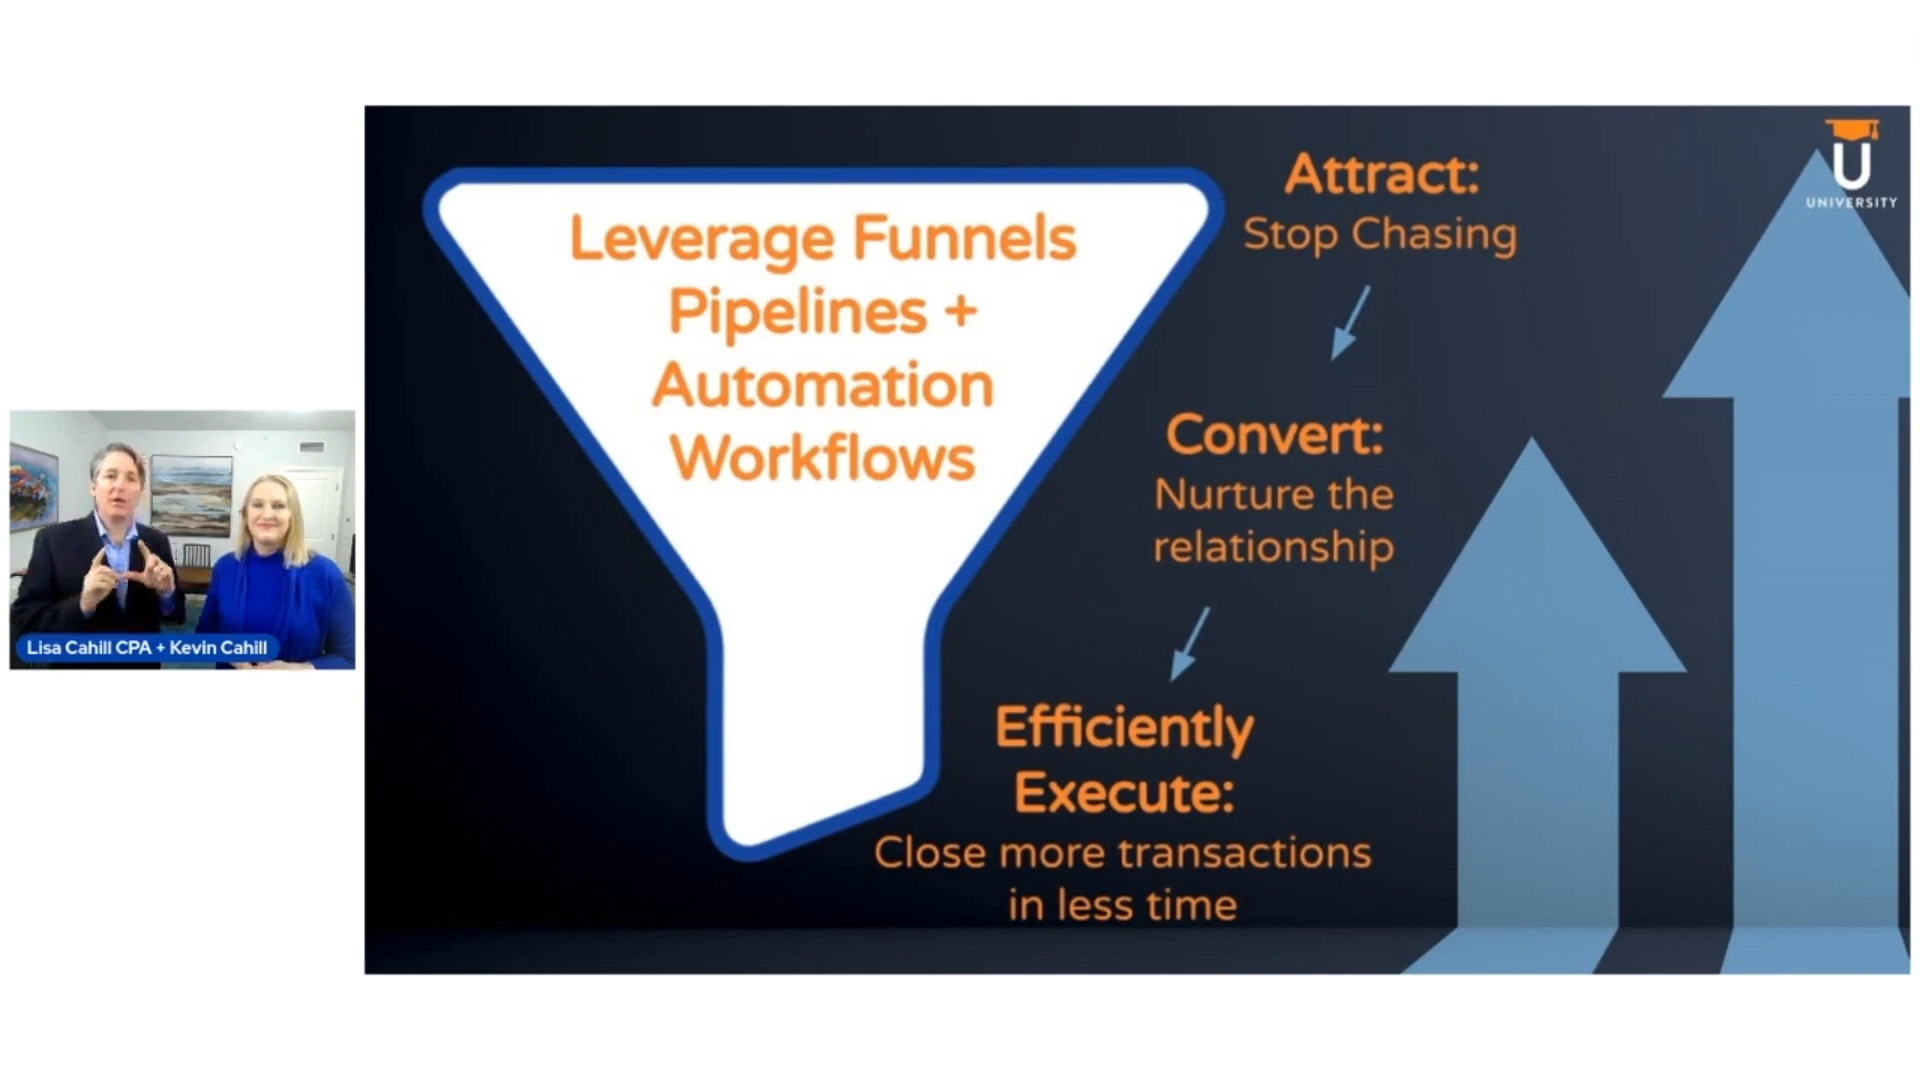 Leverage Funnels
Pipelines +
Automation
Workflows
Attract:
Stop Chasing
Convert:
Nurture the
relationship
Efficiently
Execute:
Close more transactions
in less time
U
UNIVERSITY
Lisa Cahill CPA + Kevin Cahill